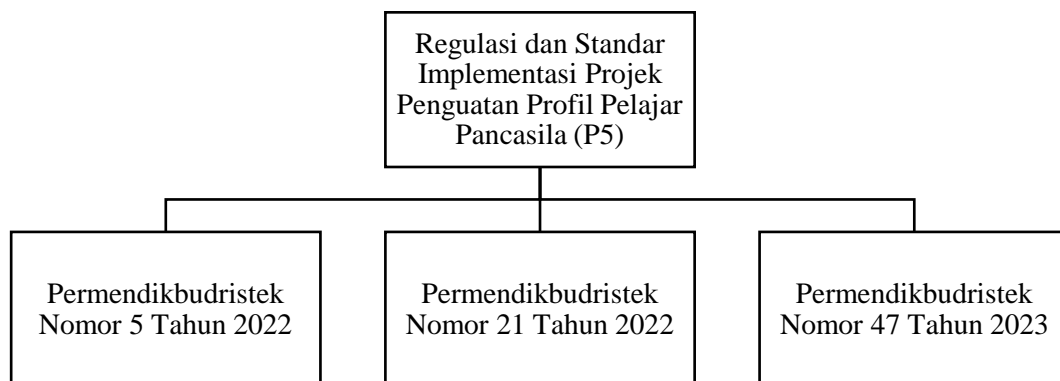 Regulasi dan Standar
Implementasi Projek
Penguatan Profil Pelajar
Pancasila (P5)
Permendikbudristek
Nomor 5 Tahun 2022
Permendikbudristek
Nomor 21 Tahun 2022
Permendikbudristek
Nomor 47 Tahun 2023